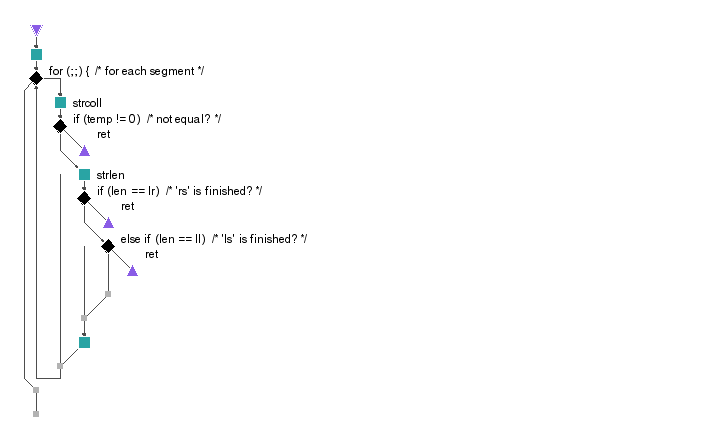 for (;;) { /* for each segment */
strcoll
if (temp != 0) /* not equal? */
ret
strlen
if (len == lr) /* 'rs' is finished? */
ret
else if (len == ll) /* 'ls' is finished? */
ret